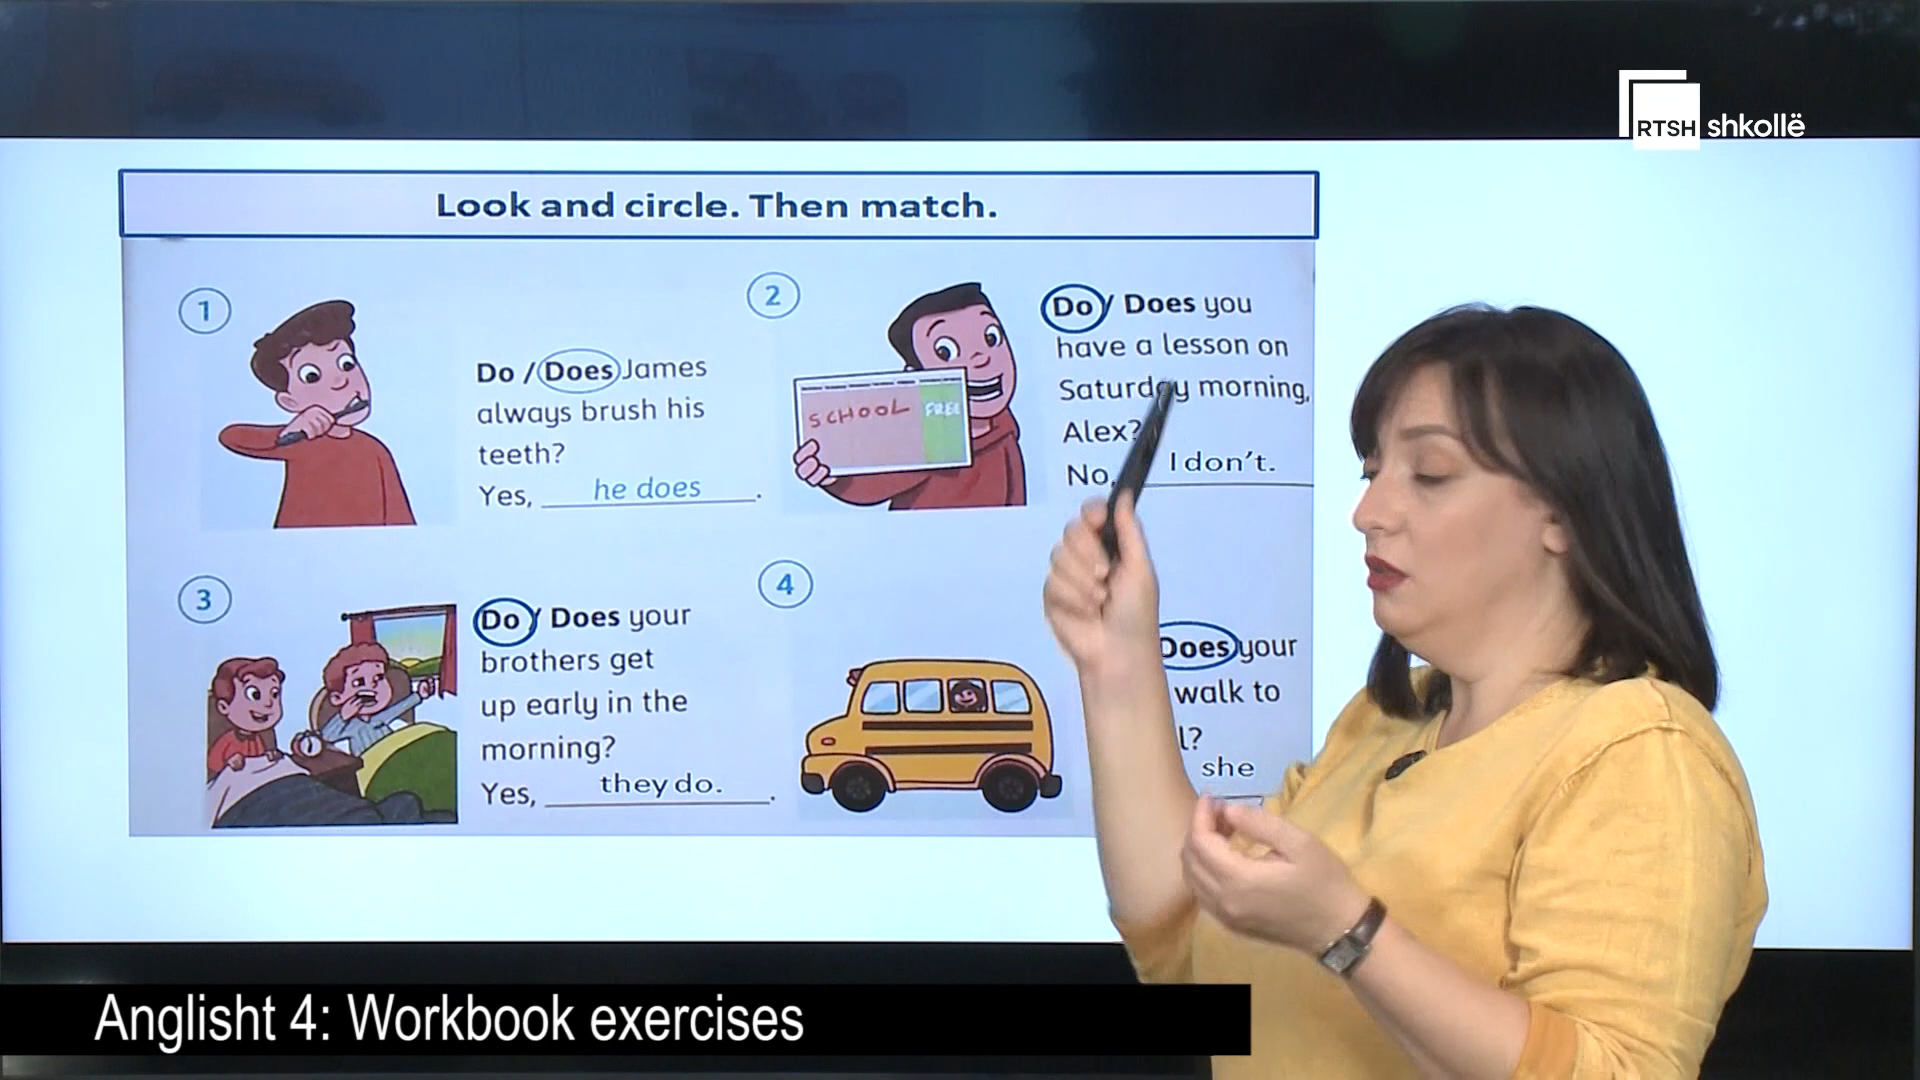 RTSH shkollë
Look and circle. Then match.
1
Do / Does James
always brush his
teeth?
Yes, he does.
2
SCHOOL FREE
Do / Does you
have a lesson on
Saturday morning,
Alex?
No, I don't.
3
Do / Does your
brothers get
up early in the
morning?
Yes, they do.
4
Does your
walk to
she
Anglisht 4: Workbook exercises